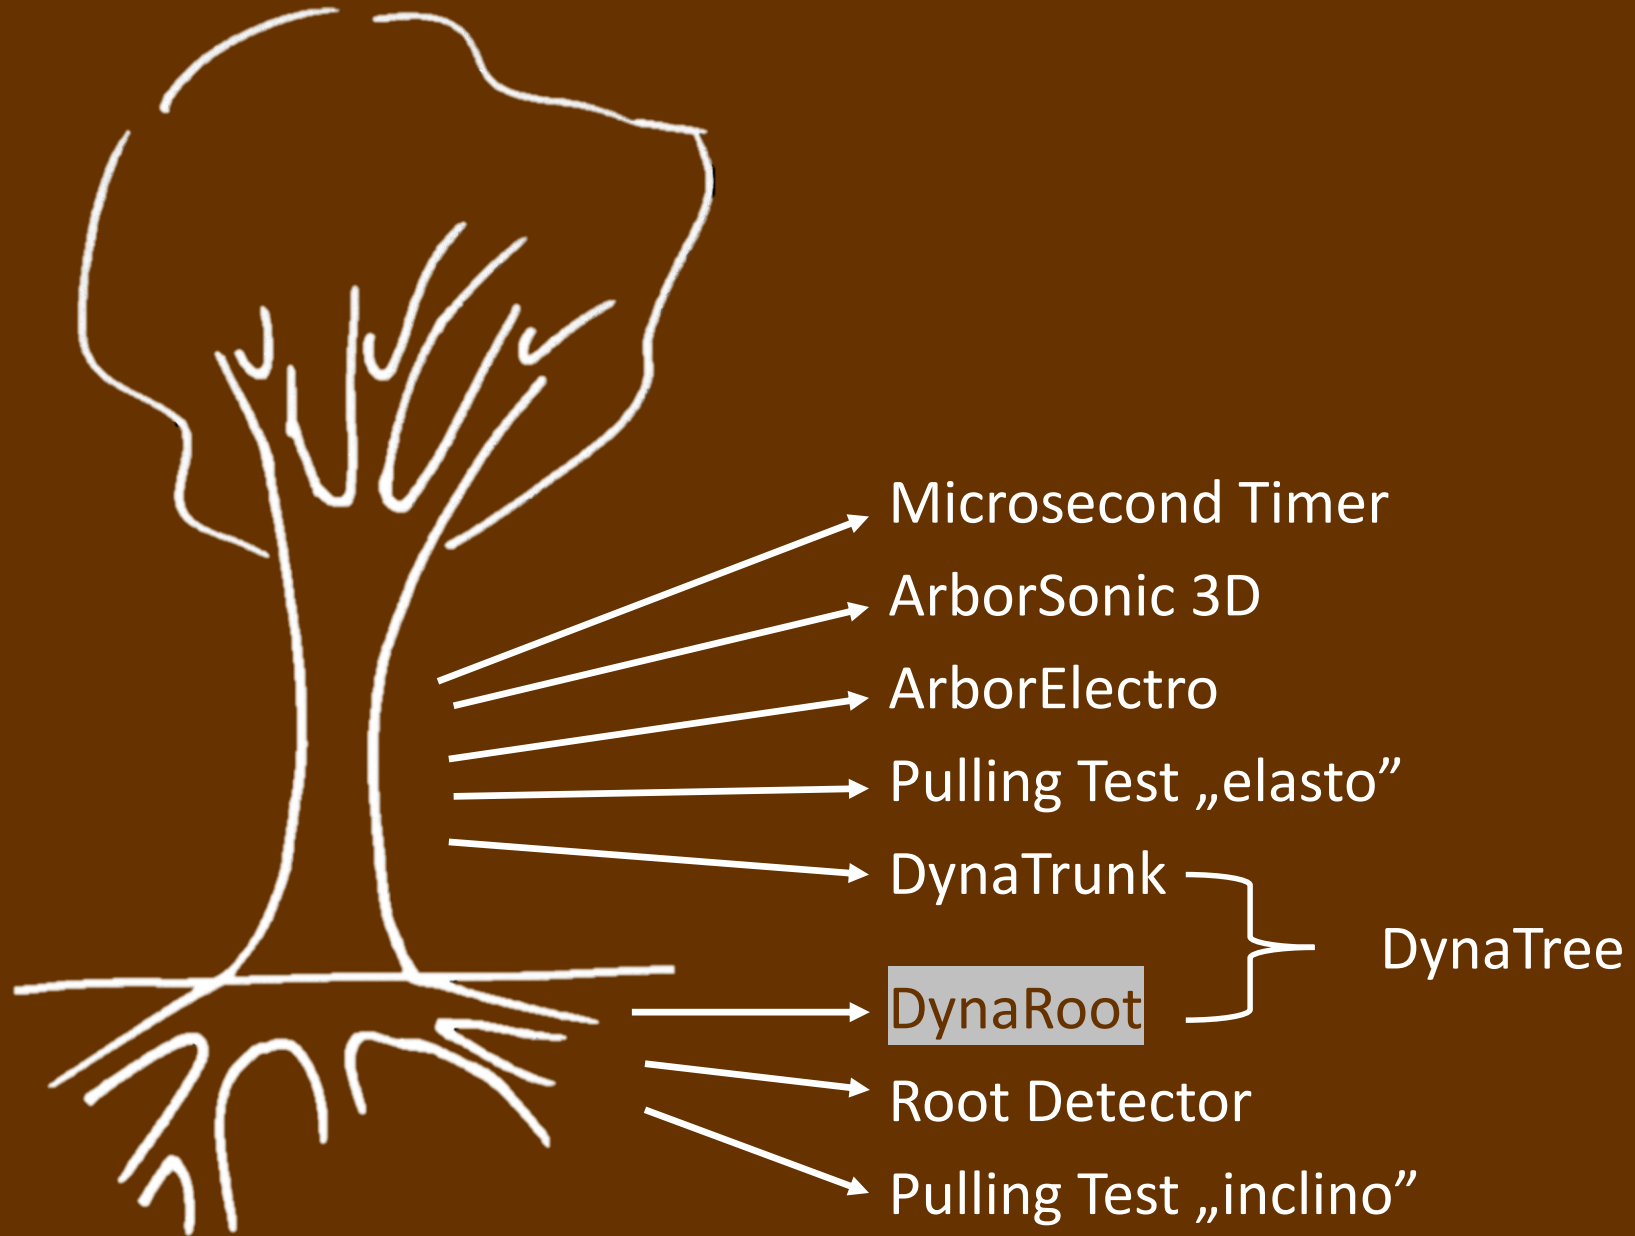 Microsecond Timer
ArborSonic 3D
ArborElectro
Pulling Test „elasto”
DynaTrunk
DynaTree
DynaRoot
Root Detector
Pulling Test „inclino”